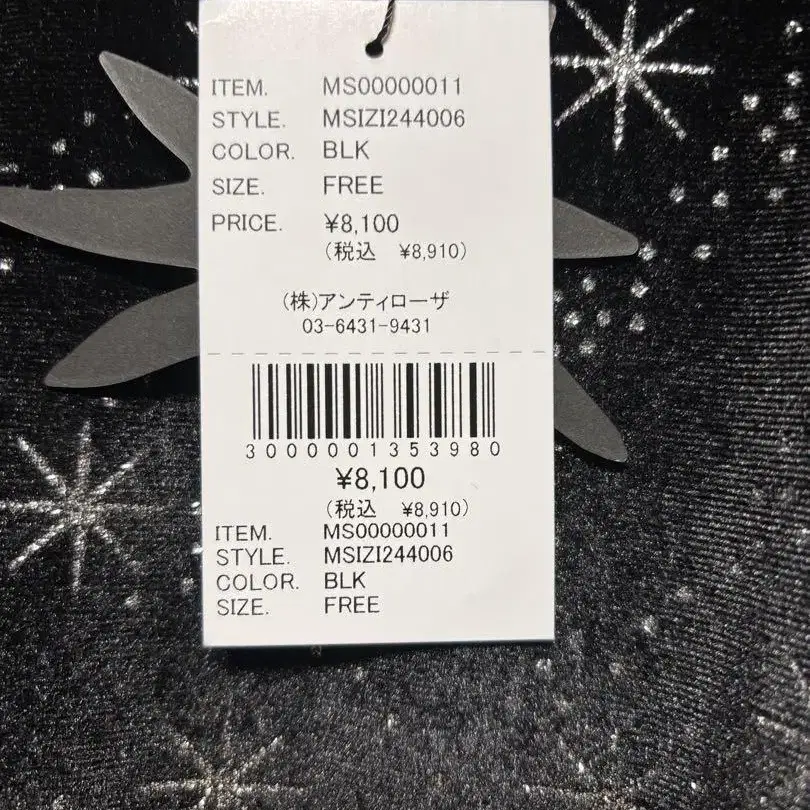 ITEM. MS00000011
STYLE. MSIZI244006
COLOR. BLK
SIZE. FREE
PRICE. ¥8,100
(税込 ¥8,910)
(株)アンティローザ
03-6431-9431
3000001353980
¥8,100
(税込 ¥8,910)
ITEM. MS00000011
STYLE. MSIZI244006
COLOR. BLK
SIZE. FREE